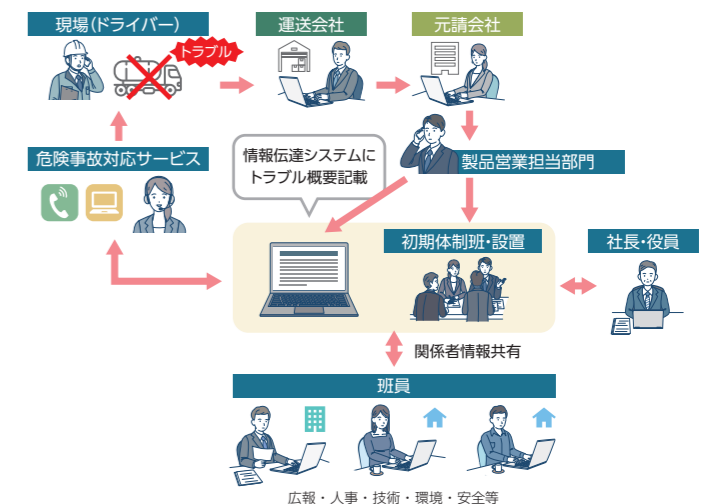 現場(ドライバー)
トラブル
運送会社
元請会社
危険事故対応サービス
情報伝達システムに
トラブル概要記載
製品営業担当部門
初期体制班・設置
社長・役員
関係者情報共有
班員
広報・人事・技術・環境・安全等